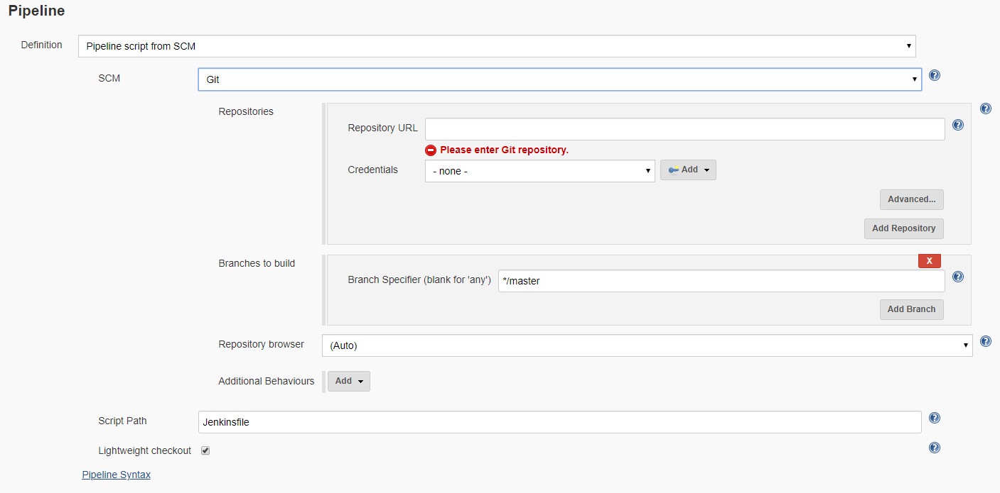 Pipeline
Definition
Pipeline script from SCM
SCM
Git
Repositories
Repository URL
Please enter Git repository.
Credentials
- none -
Add
Advanced...
Add Repository
Branches to build
X
Branch Specifier (blank for 'any')
*/master
Add Branch
Repository browser
(Auto)
Additional Behaviours
Add
Script Path
Jenkinsfile
Lightweight checkout
Pipeline Syntax